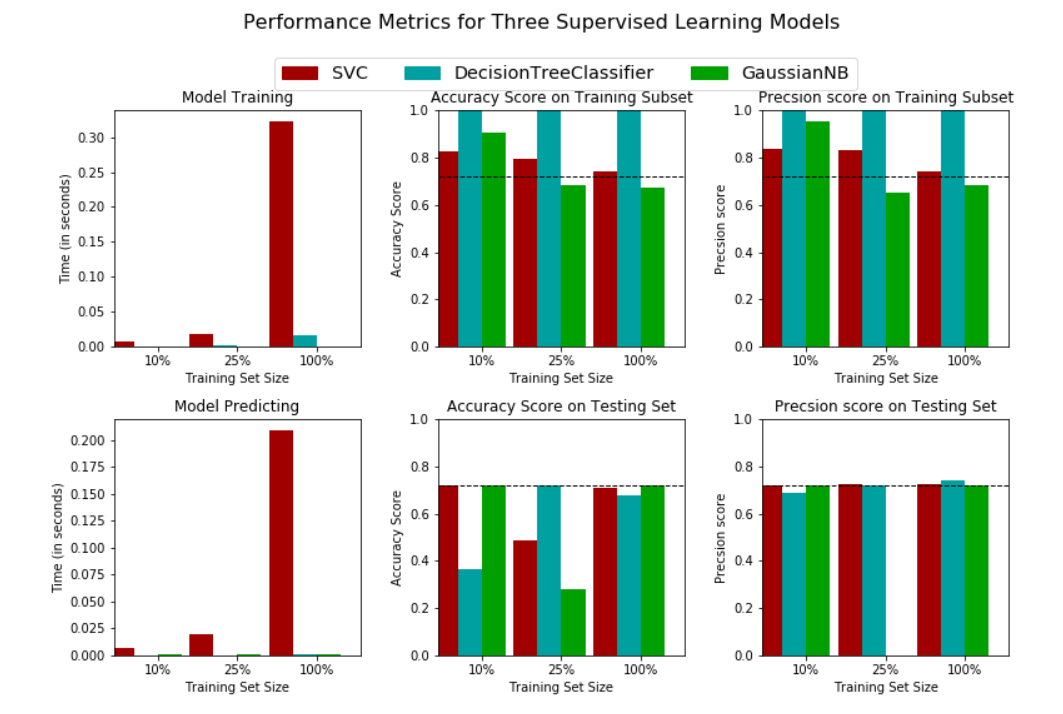 Performance Metrics for Three Supervised Learning Models
SVC DecisionTreeClassifier GaussianNB
Model Training
Time (in seconds)
0.30
0.25
0.20
0.15
0.10
0.05
0.00
10% 25% 100%
Training Set Size
Accuracy Score on Training Subset
Accuracy Score
1.0
0.8
0.6
0.4
0.2
0.0
10% 25% 100%
Training Set Size
Precsion score on Training Subset
Precsion score
1.0
0.8
0.6
0.4
0.2
0.0
10% 25% 100%
Training Set Size
Model Predicting
Time (in seconds)
0.200
0.175
0.150
0.125
0.100
0.075
0.050
0.025
0.000
10% 25% 100%
Training Set Size
Accuracy Score on Testing Set
Accuracy Score
1.0
0.8
0.6
0.4
0.2
0.0
10% 25% 100%
Training Set Size
Precsion score on Testing Set
Precsion score
1.0
0.8
0.6
0.4
0.2
0.0
10% 25% 100%
Training Set Size